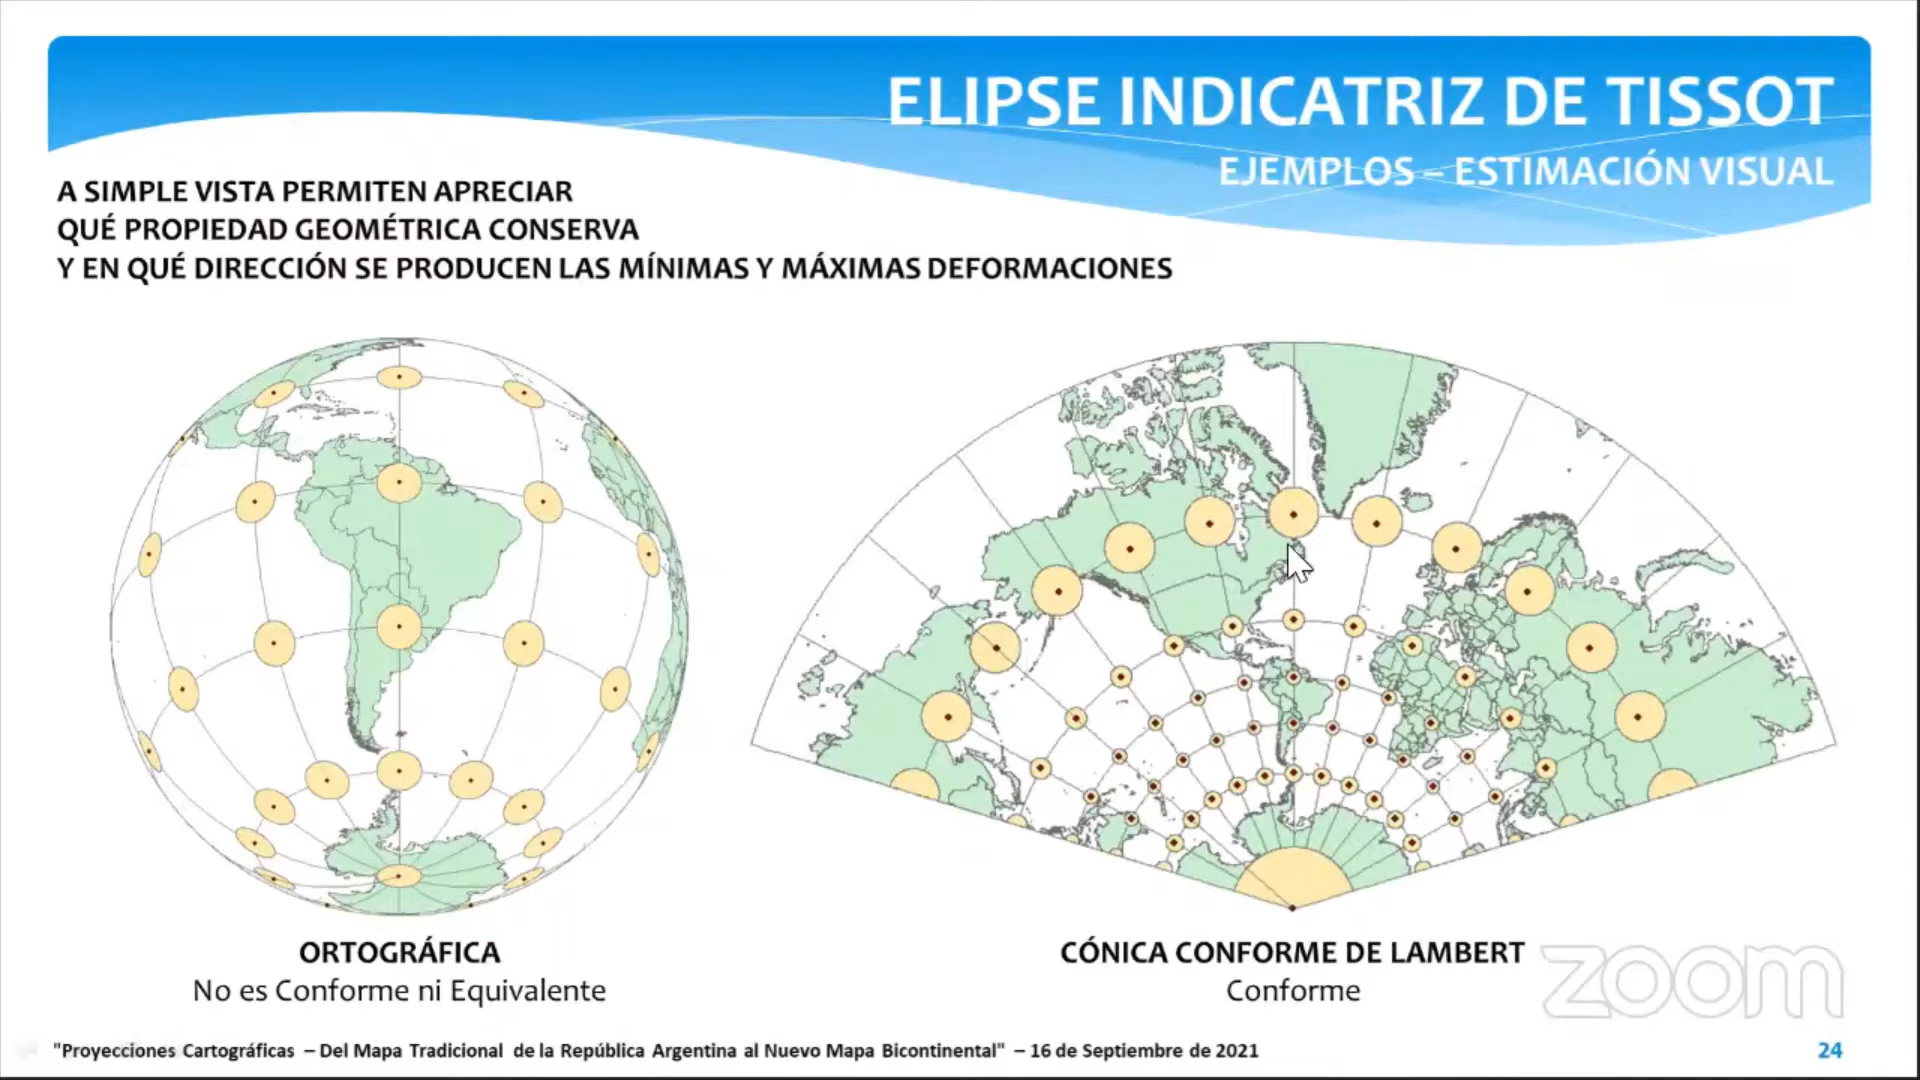 ELIPSE INDICATRIZ DE TISSOT
EJEMPLOS – ESTIMACIÓN VISUAL
A SIMPLE VISTA PERMITEN APRECIAR
QUÉ PROPIEDAD GEOMÉTRICA CONSERVA
Y EN QUÉ DIRECCIÓN SE PRODUCEN LAS MÍNIMAS Y MÁXIMAS DEFORMACIONES
ORTOGRÁFICA
No es Conforme ni Equivalente
CÓNICA CONFORME DE LAMBERT
Conforme
zoom
"Proyecciones Cartográficas – Del Mapa Tradicional de la República Argentina al Nuevo Mapa Bicontinental" – 16 de Septiembre de 2021
24